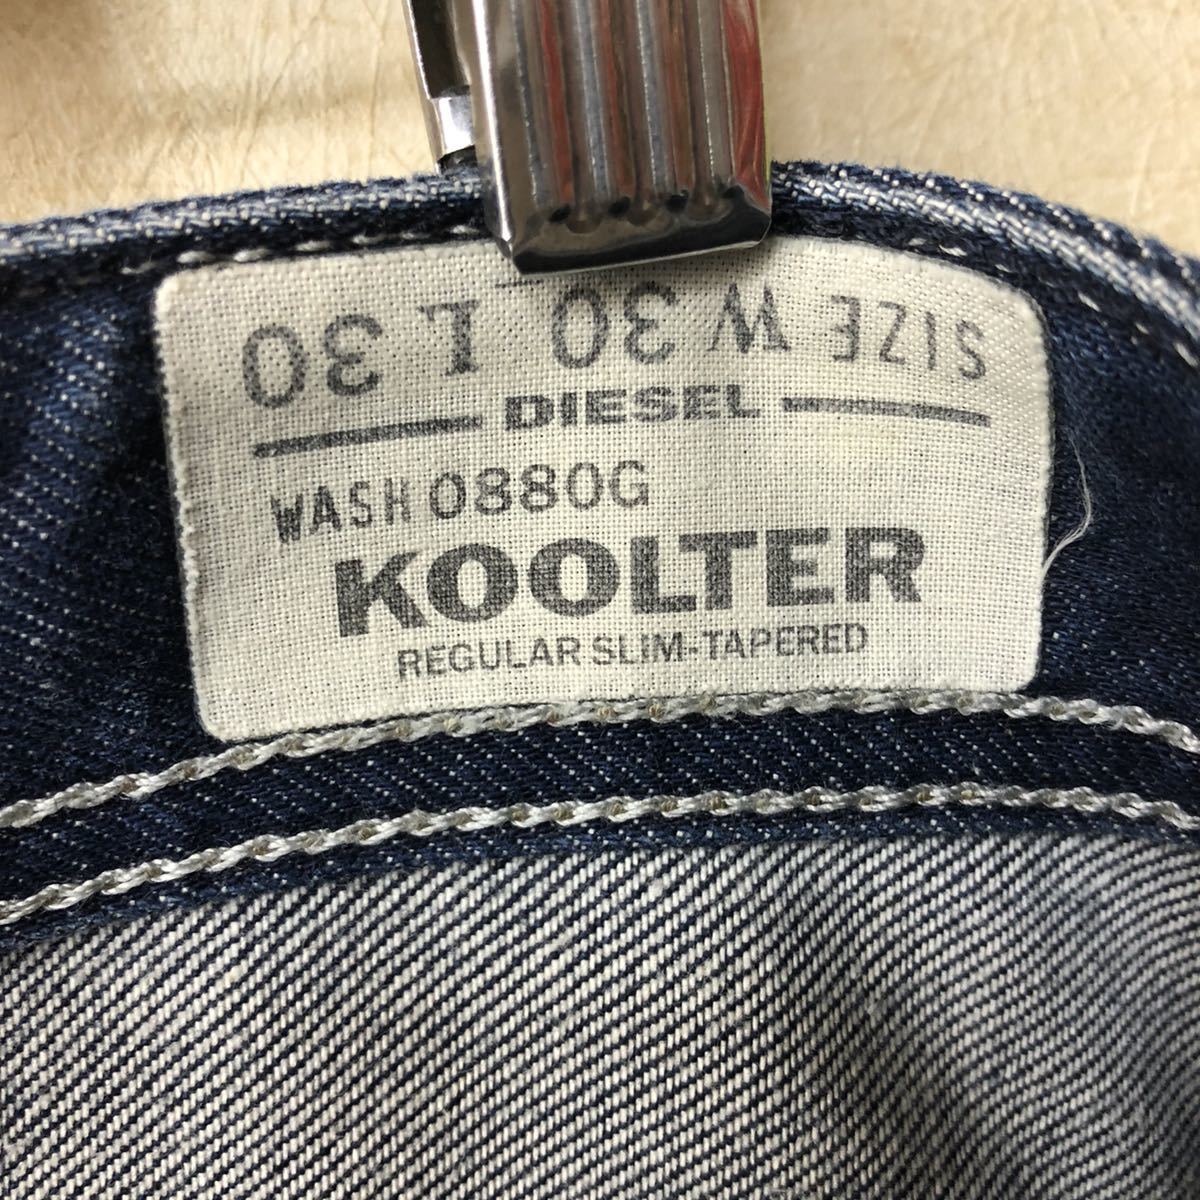 SIZE W 30 L 30
DIESEL
WASH 0880G
KOOLTER
REGULAR SLIM-TAPERED